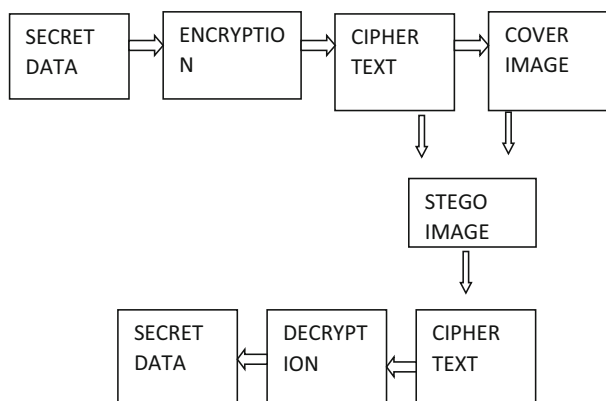 SECRET
DATA
ENCRYPTIO
N
CIPHER
TEXT
COVER
IMAGE
STEGO
IMAGE
SECRET
DATA
DECRYPT
ION
CIPHER
TEXT